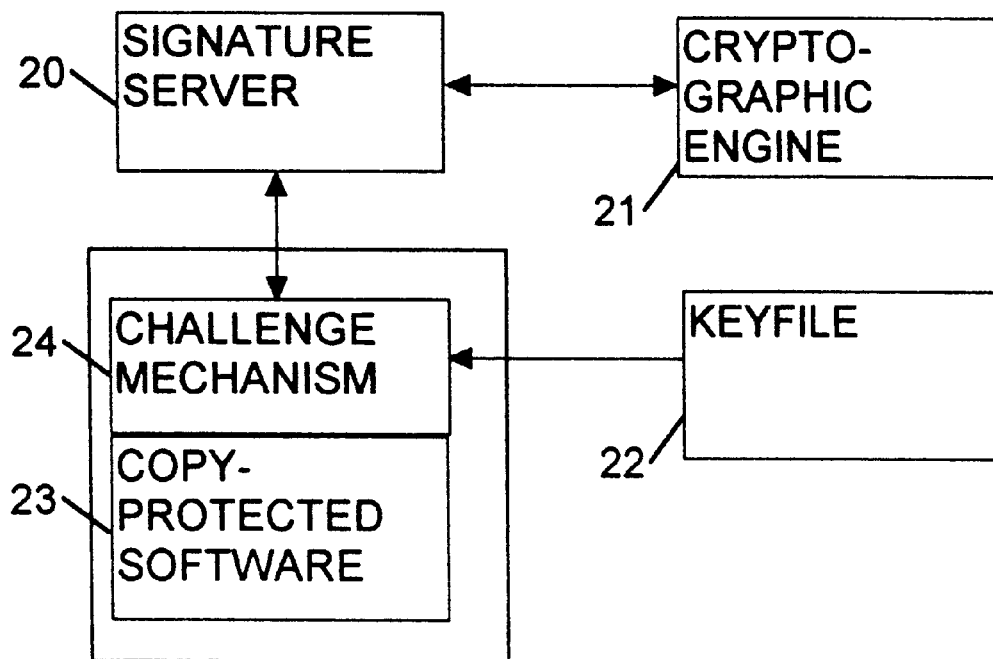 SIGNATURE
SERVER
20
CRYPTO-
GRAPHIC
ENGINE
21
CHALLENGE
MECHANISM
24
KEYFILE
22
COPY-
PROTECTED
SOFTWARE
23